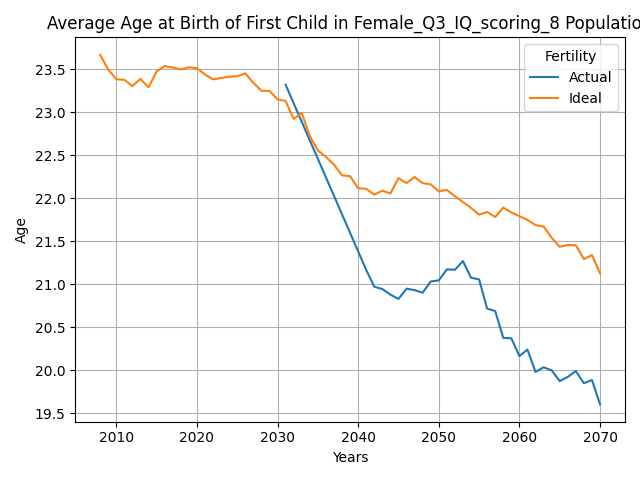 Average Age at Birth of First Child in Female_Q3_IQ_scoring_8 Populatio
Fertility
Actual
Ideal
23.5
23.0
22.5
22.0
21.5
21.0
20.5
20.0
19.5
Age
2010 2020 2030 2040 2050 2060 2070
Years